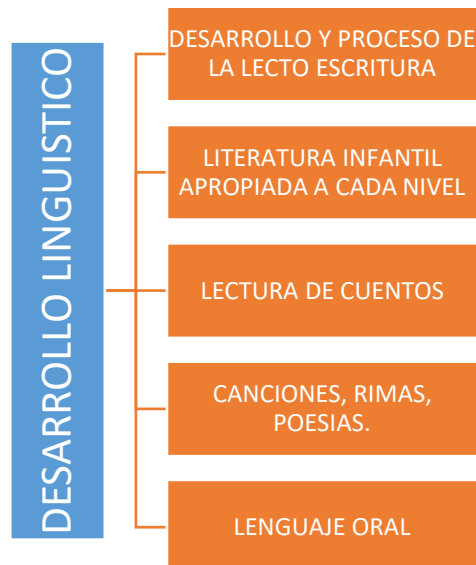 DESARROLLO LINGUISTICO
DESARROLLO Y PROCESO DE
LA LECTO ESCRITURA
LITERATURA INFANTIL
APROPIADA A CADA NIVEL
LECTURA DE CUENTOS
CANCIONES, RIMAS,
POESIAS.
LENGUAJE ORAL